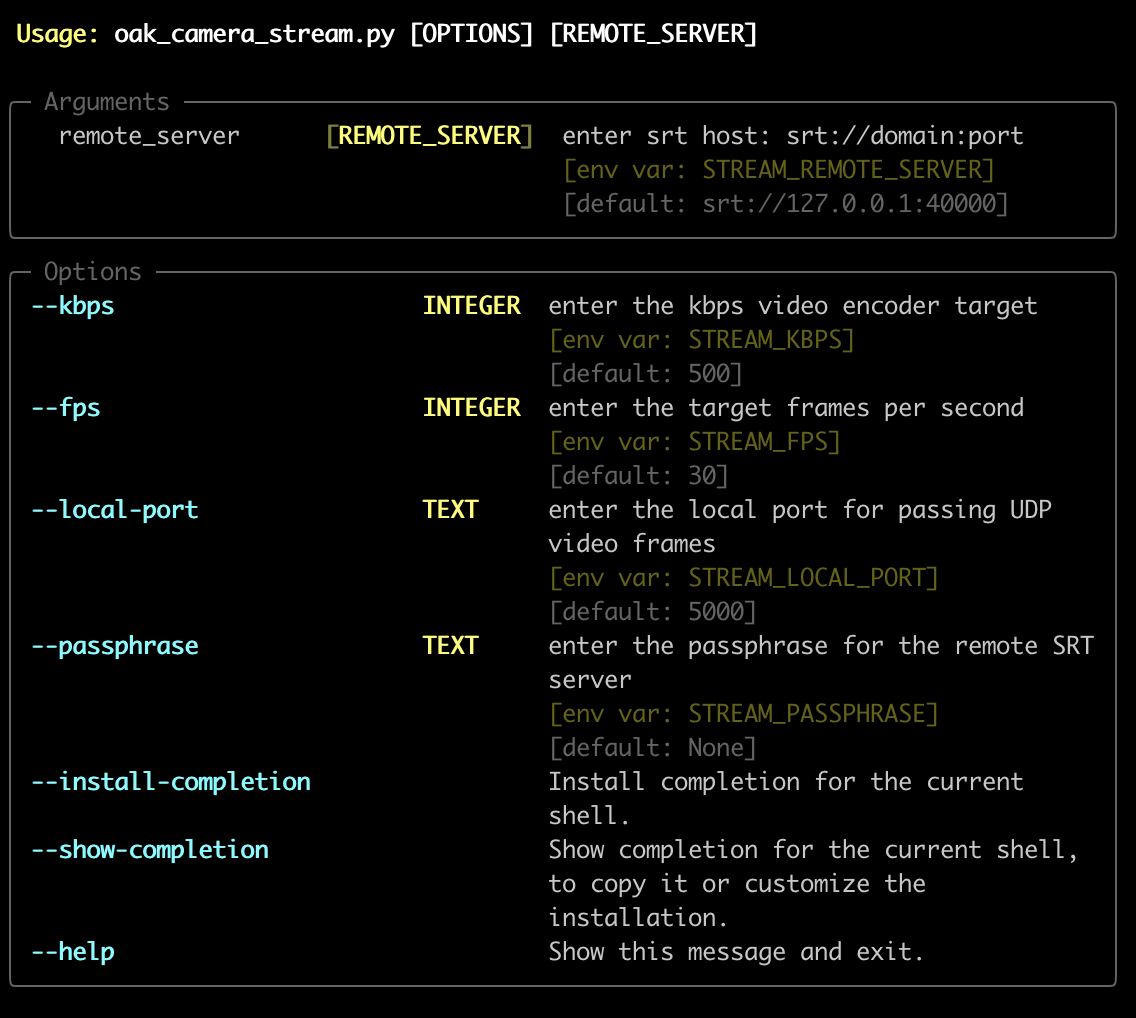 Usage: oak_camera_stream.py [OPTIONS] [REMOTE_SERVER]
Arguments
remote_server [REMOTE_SERVER] enter srt host: srt://domain:port
[env var: STREAM_REMOTE_SERVER]
[default: srt://127.0.0.1:40000]
Options
--kbps INTEGER enter the kbps video encoder target
[env var: STREAM_KBPS]
[default: 500]
--fps INTEGER enter the target frames per second
[env var: STREAM_FPS]
[default: 30]
--local-port TEXT enter the local port for passing UDP
video frames
[env var: STREAM_LOCAL_PORT]
[default: 5000]
--passphrase TEXT enter the passphrase for the remote SRT
server
[env var: STREAM_PASSPHRASE]
[default: None]
--install-completion Install completion for the current
shell.
--show-completion Show completion for the current shell,
to copy it or customize the
installation.
--help Show this message and exit.